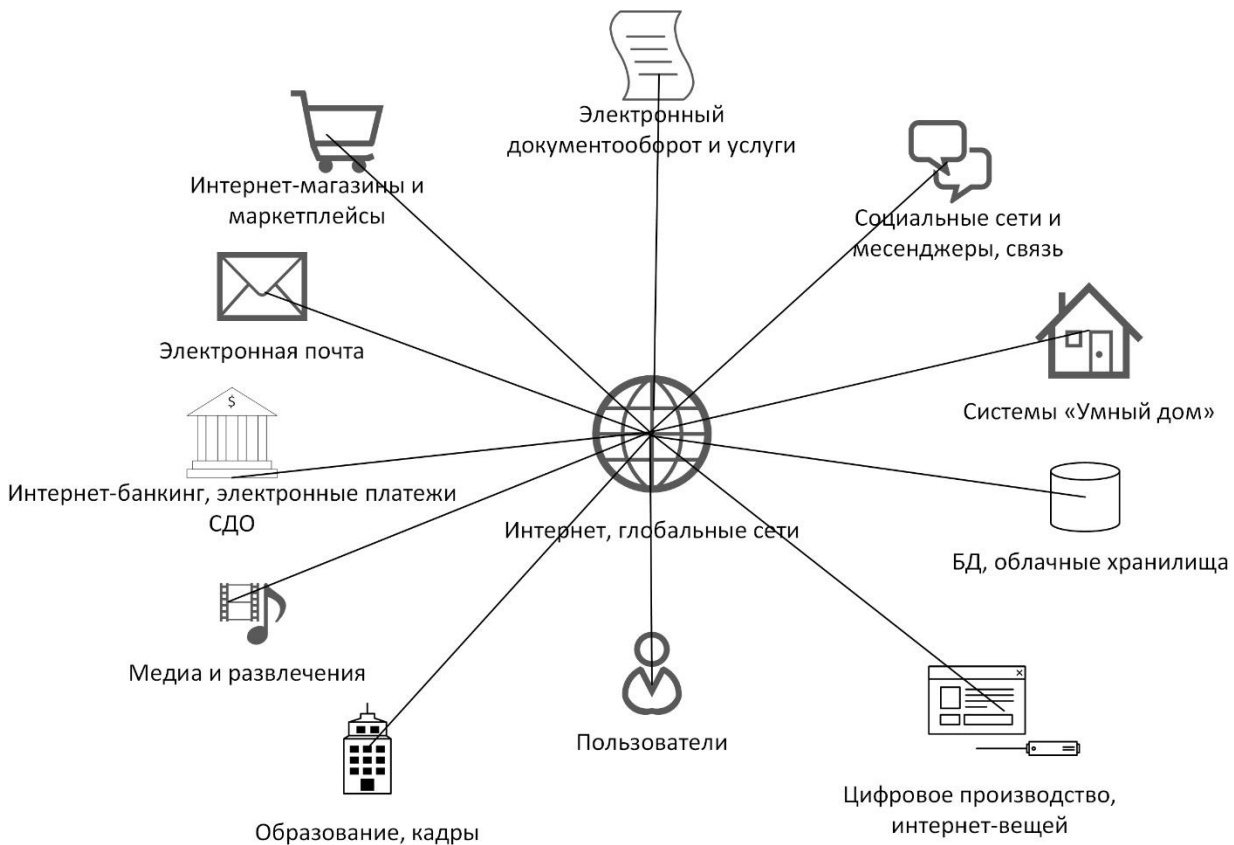 Электронный
документооборот и услуги
Интернет-магазины и
маркетплейсы
Социальные сети и
месенджеры, связь
Электронная почта
Системы «Умный дом»
$
Интернет-банкинг, электронные платежи
СДО
Интернет, глобальные сети
БД, облачные хранилища
Медиа и развлечения
Пользователи
Цифровое производство,
интернет-вещей
Образование, кадры